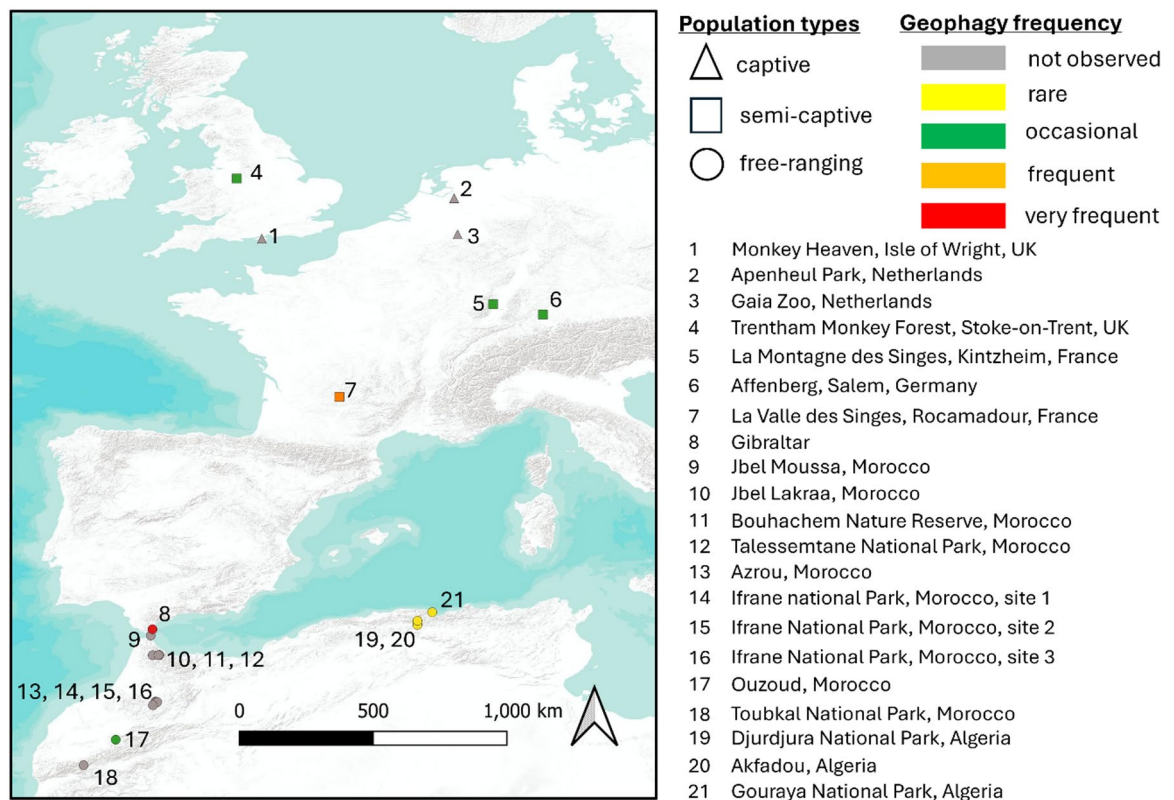 Population types
captive
semi-captive
free-ranging
Geophagy frequency
not observed
rare
occasional
frequent
very frequent
1 Monkey Heaven, Isle of Wright, UK
2 Apenheul Park, Netherlands
3 Gaia Zoo, Netherlands
4 Trentham Monkey Forest, Stoke-on-Trent, UK
5 La Montagne des Singes, Kintzheim, France
6 Affenberg, Salem, Germany
7 La Valle des Singes, Rocamadour, France
8 Gibraltar
9 Jbel Moussa, Morocco
10 Jbel Lakraa, Morocco
11 Bouhachem Nature Reserve, Morocco
12 Talessemtane National Park, Morocco
13 Azrou, Morocco
14 Ifrane national Park, Morocco, site 1
15 Ifrane National Park, Morocco, site 2
16 Ifrane National Park, Morocco, site 3
17 Ouzoud, Morocco
18 Toubkal National Park, Morocco
19 Djurdjura National Park, Algeria
20 Akfadou, Algeria
21 Gouraya National Park, Algeria
4
2
1
3
5
6
7
8
21
9
19, 20
10, 11, 12
13, 14, 15, 16
0 500 1,000 km
17
18